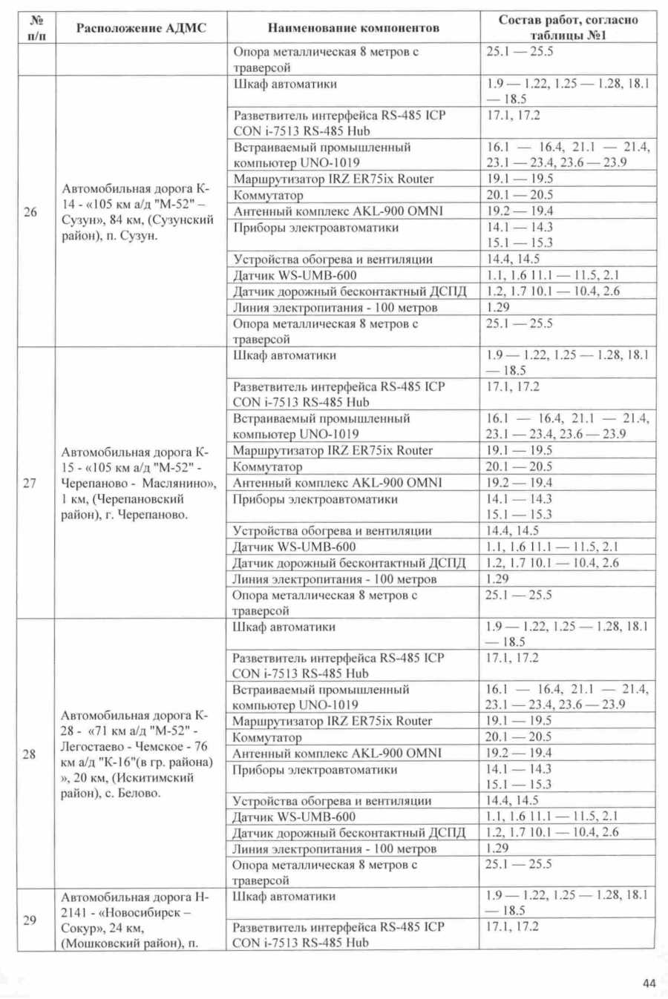 №
п/п
Расположение АДМС
Наименование компонентов
Состав работ, согласно
таблицы №1
Опора металлическая 8 метров с
траверсой
25.1 — 25.5
26
Автомобильная дорога К-
14 - «105 км а/д "М-52" –
Сузун», 84 км, (Сузунский
район), п. Сузун.
Шкаф автоматики
1.9 — 1.22, 1.25 — 1.28, 18.1
— 18.5
Разветвитель интерфейса RS-485 ICP
CON i-7513 RS-485 Hub
17.1, 17.2
Встраиваемый промышленный
компьютер UNO-1019
16.1 — 16.4, 21.1 — 21.4,
23.1 — 23.4, 23.6 — 23.9
Маршрутизатор IRZ ER75ix Router
19.1 — 19.5
Коммутатор
20.1 — 20.5
Антенный комплекс AKL-900 OMNI
19.2 — 19.4
Приборы электроавтоматики
14.1 — 14.3
15.1 — 15.3
Устройства обогрева и вентиляции
14.4, 14.5
Датчик WS-UMB-600
1.1, 1.6 11.1 — 11.5, 2.1
Датчик дорожный бесконтактный ДСПД
1.2, 1.7 10.1 — 10.4, 2.6
Линия электропитания - 100 метров
1.29
Опора металлическая 8 метров с
траверсой
25.1 — 25.5
27
Автомобильная дорога К-
15 - «105 км а/д "М-52" -
Черепаново - Маслянино»,
1 км, (Черепановский
район), г. Черепаново.
Шкаф автоматики
1.9 — 1.22, 1.25 — 1.28, 18.1
— 18.5
Разветвитель интерфейса RS-485 ICP
CON i-7513 RS-485 Hub
17.1, 17.2
Встраиваемый промышленный
компьютер UNO-1019
16.1 — 16.4, 21.1 — 21.4,
23.1 — 23.4, 23.6 — 23.9
Маршрутизатор IRZ ER75ix Router
19.1 — 19.5
Коммутатор
20.1 — 20.5
Антенный комплекс AKL-900 OMNI
19.2 — 19.4
Приборы электроавтоматики
14.1 — 14.3
15.1 — 15.3
Устройства обогрева и вентиляции
14.4, 14.5
Датчик WS-UMB-600
1.1, 1.6 11.1 — 11.5, 2.1
Датчик дорожный бесконтактный ДСПД
1.2, 1.7 10.1 — 10.4, 2.6
Линия электропитания - 100 метров
1.29
Опора металлическая 8 метров с
траверсой
25.1 — 25.5
28
Автомобильная дорога К-
28 - «71 км а/д "М-52" -
Легостаево - Чемское - 76
км а/д "К-16"(в гр. района)
», 20 км, (Искитимский
район), с. Белово.
Шкаф автоматики
1.9 — 1.22, 1.25 — 1.28, 18.1
— 18.5
Разветвитель интерфейса RS-485 ICP
CON i-7513 RS-485 Hub
17.1, 17.2
Встраиваемый промышленный
компьютер UNO-1019
16.1 — 16.4, 21.1 — 21.4,
23.1 — 23.4, 23.6 — 23.9
Маршрутизатор IRZ ER75ix Router
19.1 — 19.5
Коммутатор
20.1 — 20.5
Антенный комплекс AKL-900 OMNI
19.2 — 19.4
Приборы электроавтоматики
14.1 — 14.3
15.1 — 15.3
Устройства обогрева и вентиляции
14.4, 14.5
Датчик WS-UMB-600
1.1, 1.6 11.1 — 11.5, 2.1
Датчик дорожный бесконтактный ДСПД
1.2, 1.7 10.1 — 10.4, 2.6
Линия электропитания - 100 метров
1.29
Опора металлическая 8 метров с
траверсой
25.1 — 25.5
29
Автомобильная дорога Н-
2141 - «Новосибирск –
Сокур», 24 км,
(Мошковский район), п.
Шкаф автоматики
1.9 — 1.22, 1.25 — 1.28, 18.1
— 18.5
Разветвитель интерфейса RS-485 ICP
CON i-7513 RS-485 Hub
17.1, 17.2
44